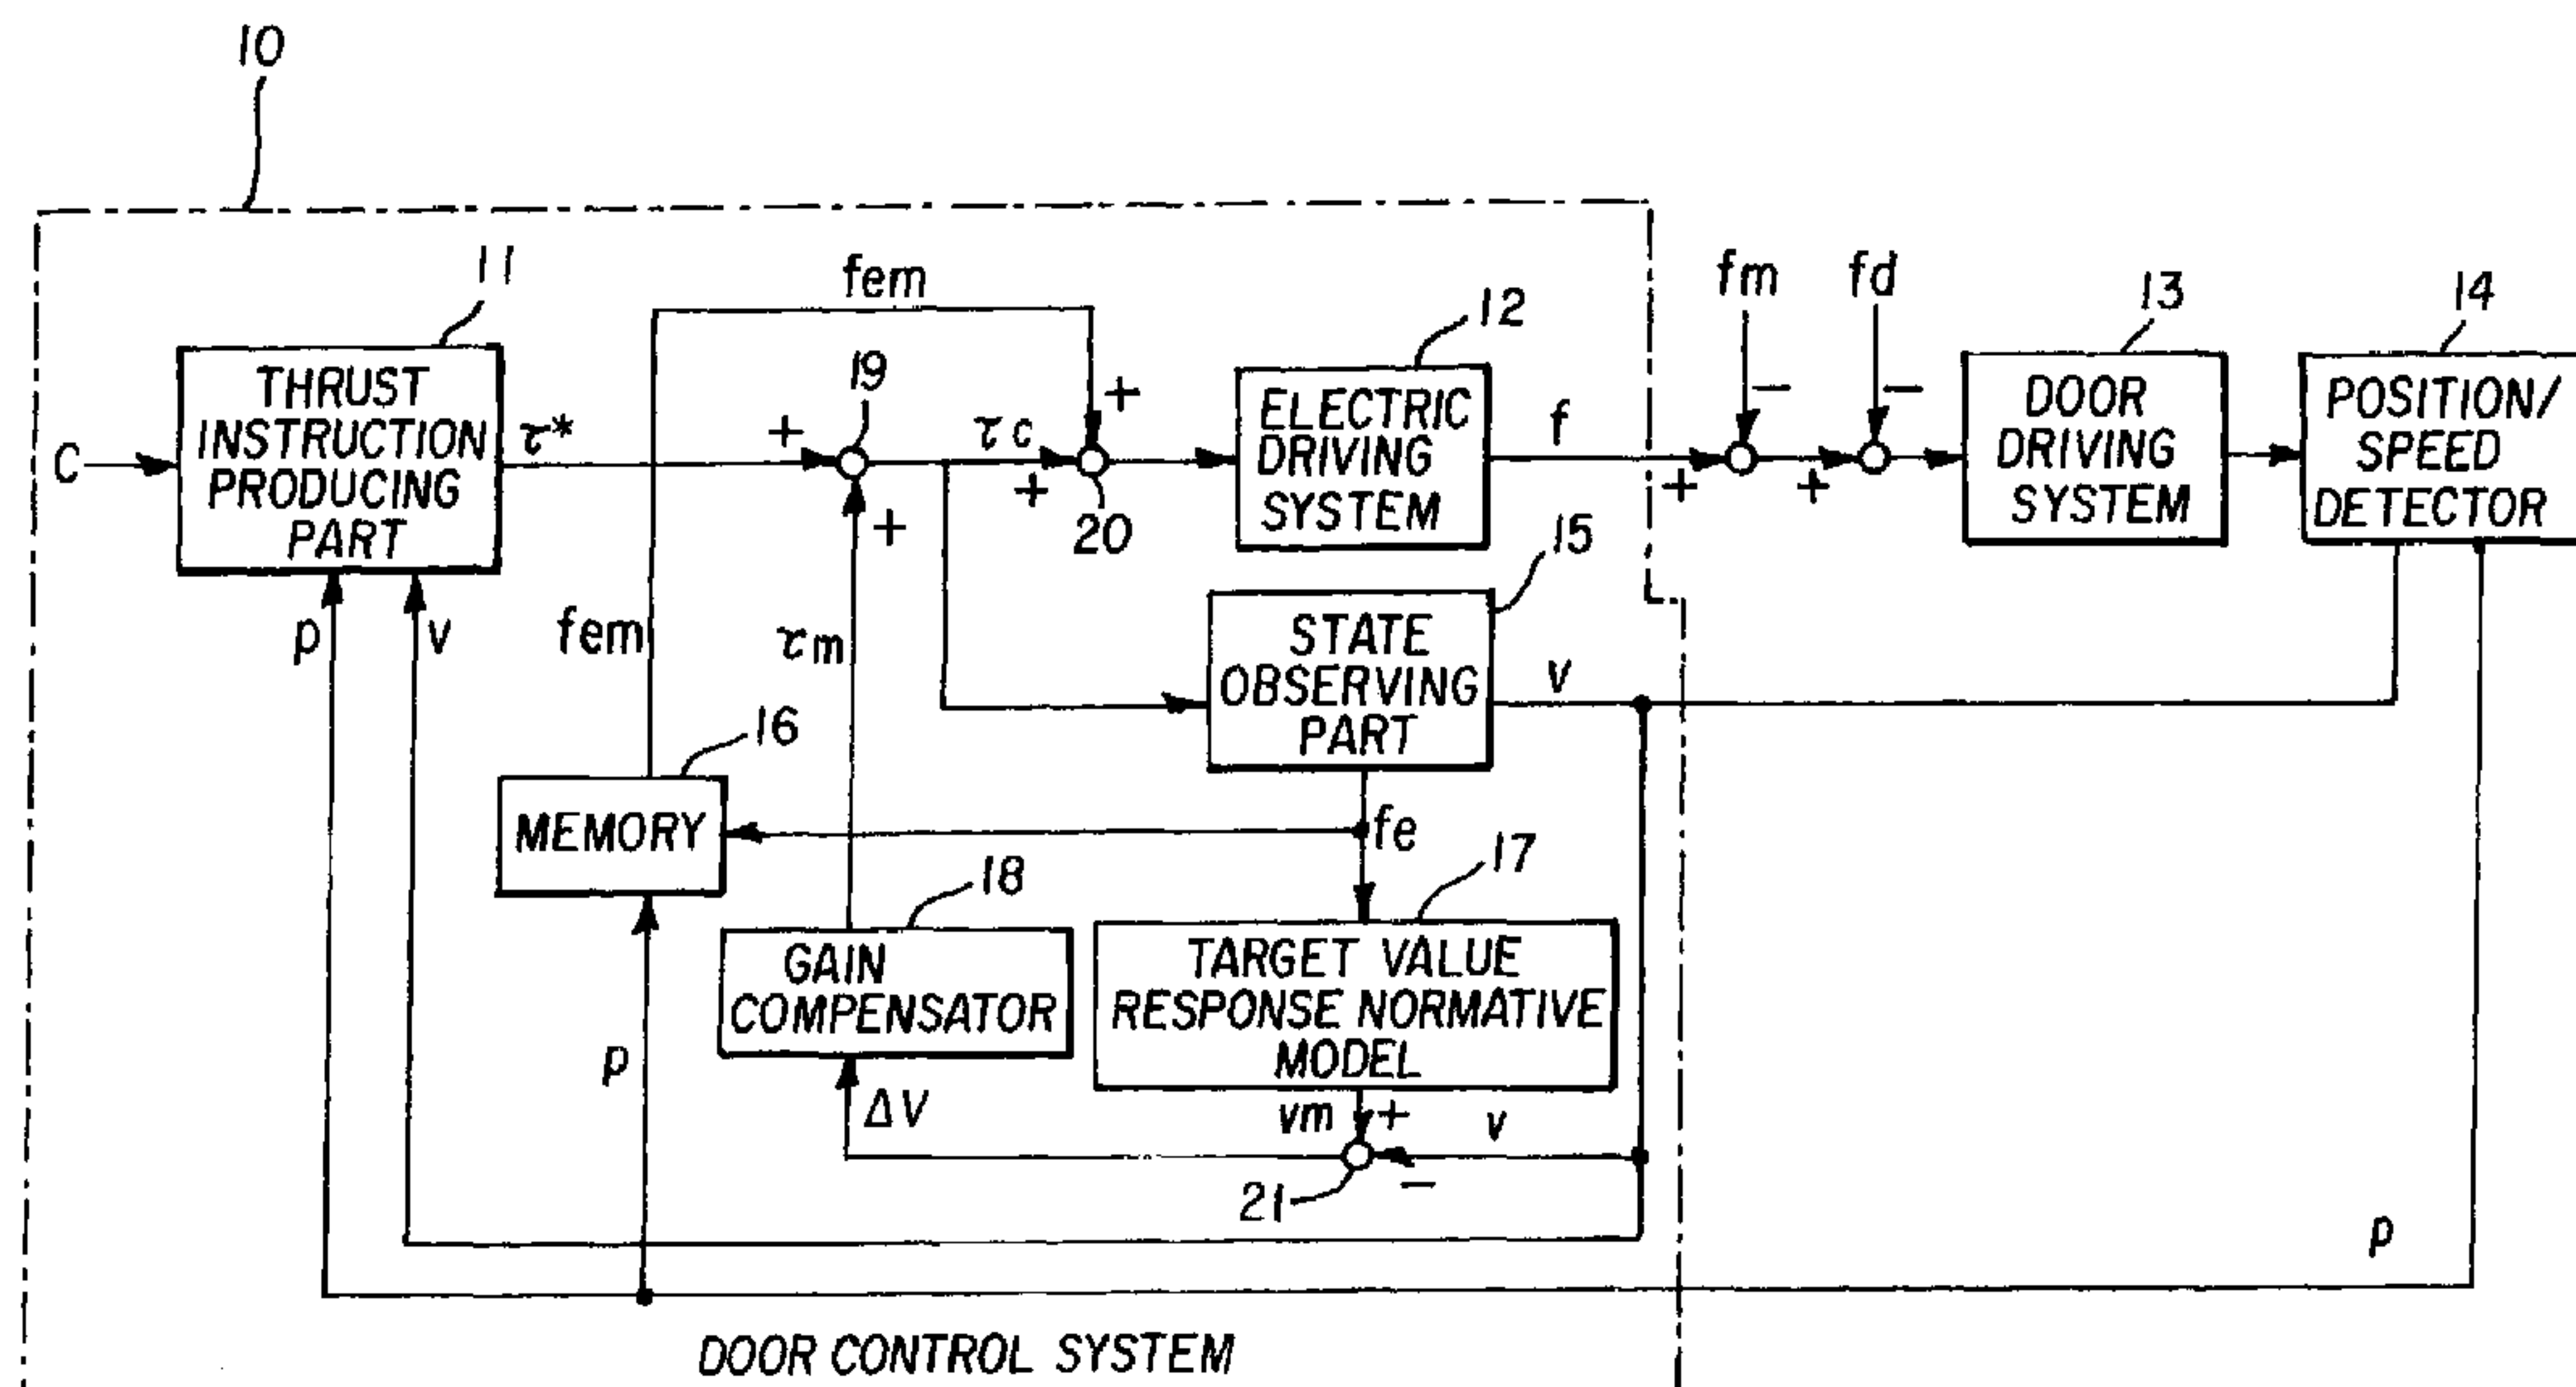 10
11
fem
fm
fd
12
13
14
19
THRUST
INSTRUCTION
PRODUCING
PART
C
τ*
+
τc
+
+
20
ELECTRIC
DRIVING
SYSTEM
f
+
−
+
−
DOOR
DRIVING
SYSTEM
POSITION/
SPEED
DETECTOR
+
p
v
fem
τm
15
STATE
OBSERVING
PART
v
16
MEMORY
fe
17
18
GAIN
COMPENSATOR
TARGET VALUE
RESPONSE NORMATIVE
MODEL
p
ΔV
vm
+
v
−
21
p
DOOR CONTROL SYSTEM